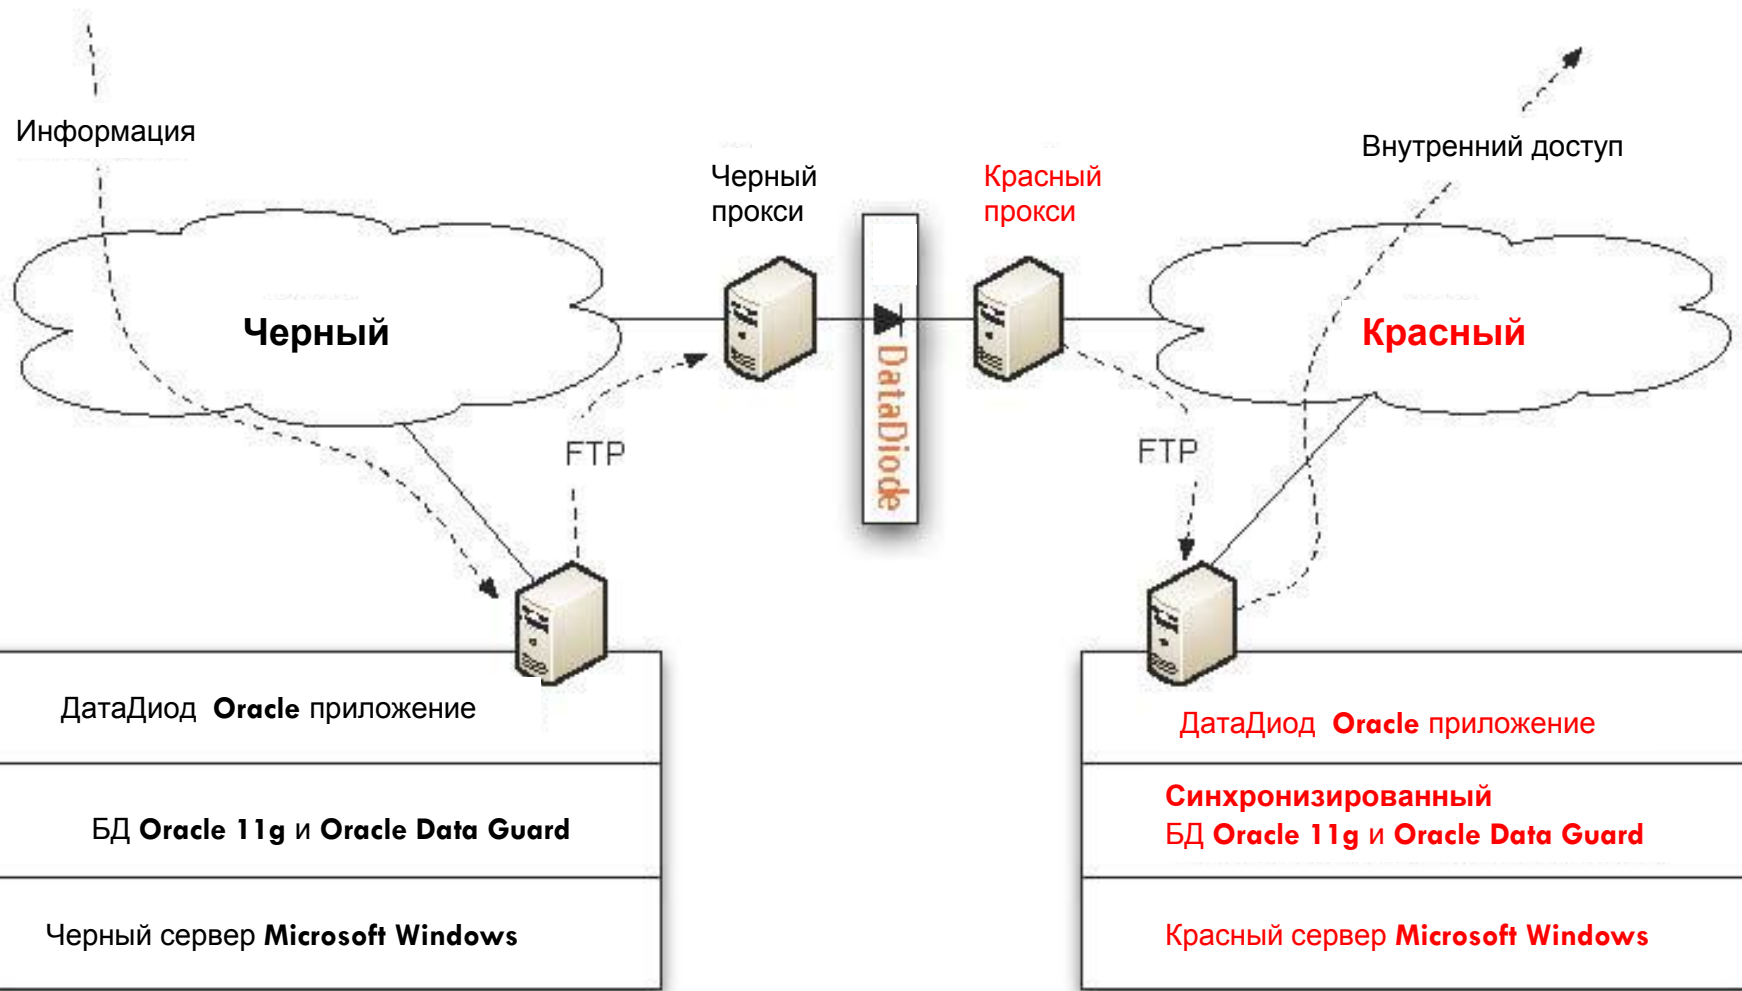 Информация
Внутренний доступ
Черный
прокси
Красный
прокси
Черный
Красный
DataDiode
FTP
FTP
ДатаДиод Oracle приложение
БД Oracle 11g и Oracle Data Guard
Черный сервер Microsoft Windows
ДатаДиод Oracle приложение
Синхронизированный
БД Oracle 11g и Oracle Data Guard
Красный сервер Microsoft Windows